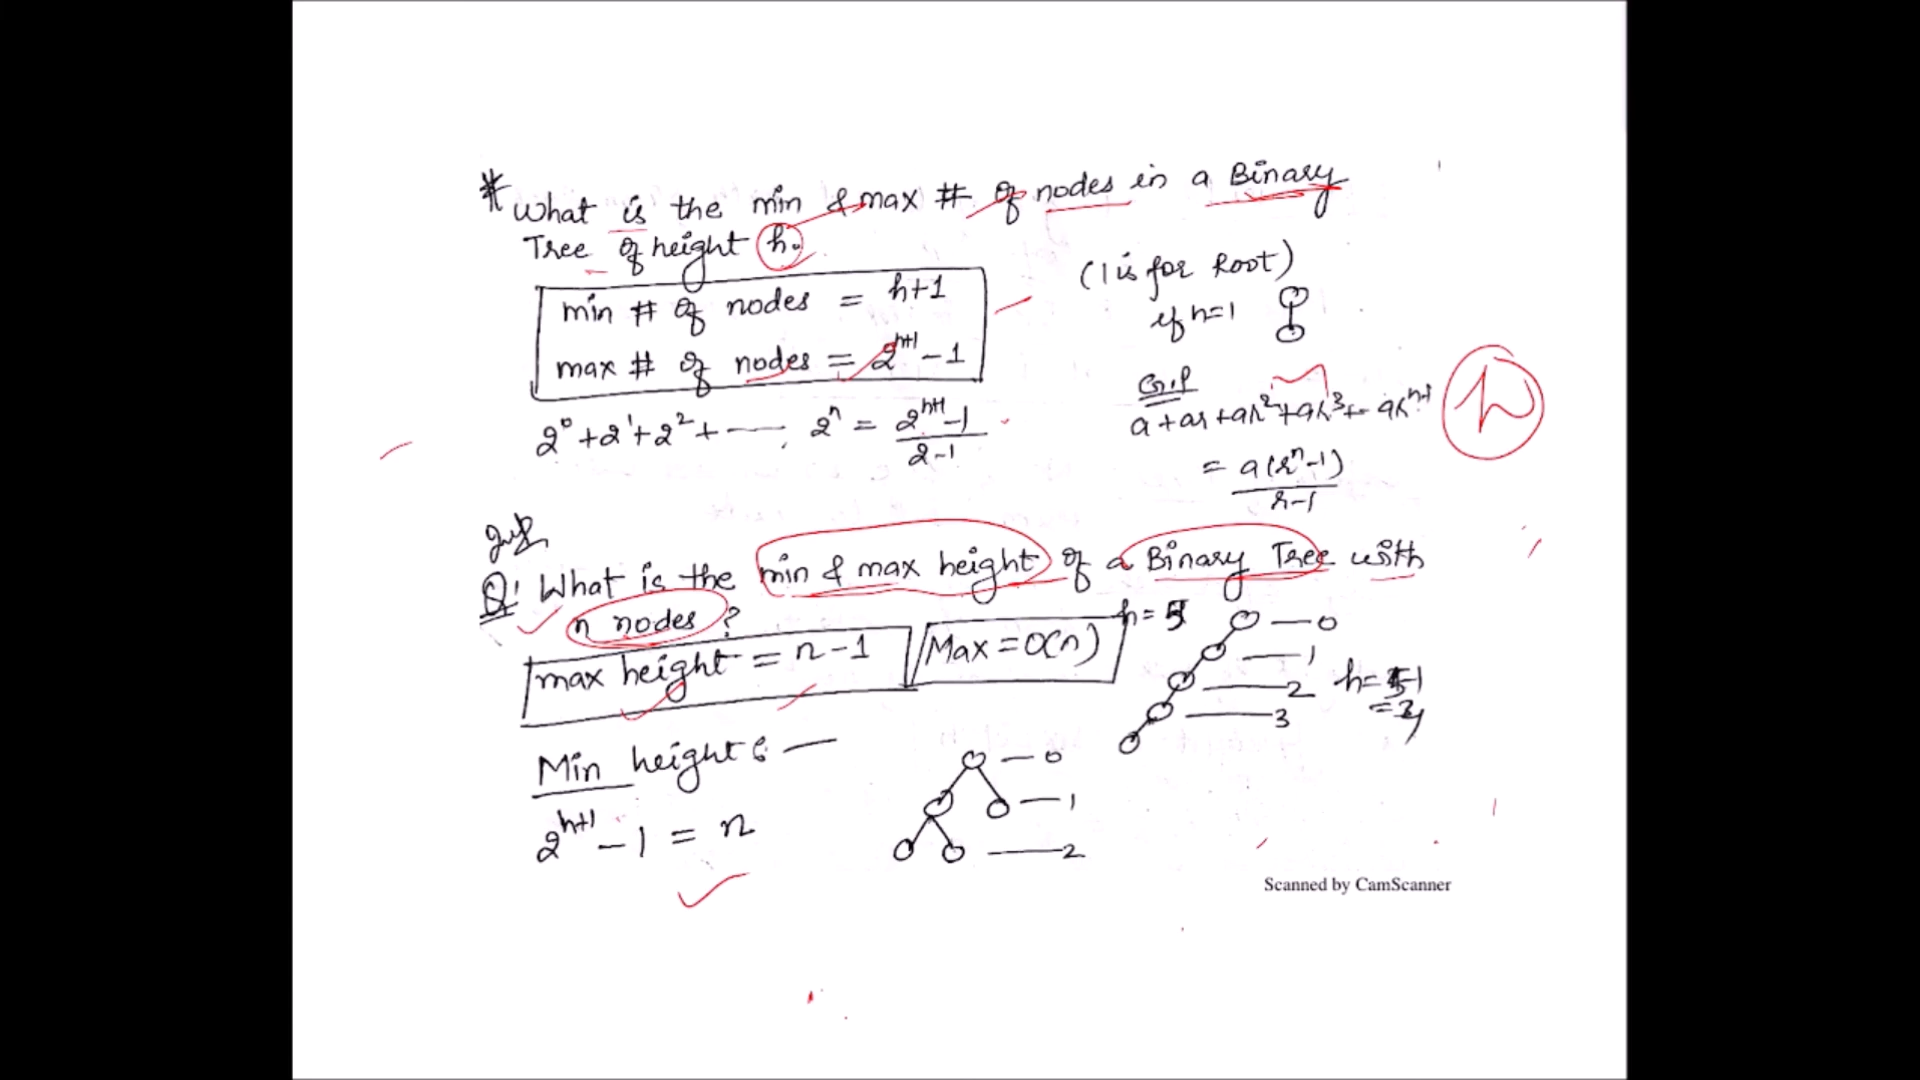 * What is the min & max # of nodes in a Binary
Tree of height h.
min # of nodes = h+1
max # of nodes = 2^(h+1) - 1
(1 is for Root)
if h=1
2^0 + 2^1 + 2^2 + ---- 2^h = (2^(h+1) - 1) / (2-1)
G.P
a + ar + ar^2 + ar^3 + - ar^(n-1)
= a(r^n - 1) / (r-1)
h
Q: What is the min & max height of a Binary Tree with
n nodes?
max height = n-1
Max = O(n)
Min height : —
2^(h+1) - 1 = n
— 0
— 1
— 2
— 0
— 1
— 2
— 3
Scanned by CamScanner